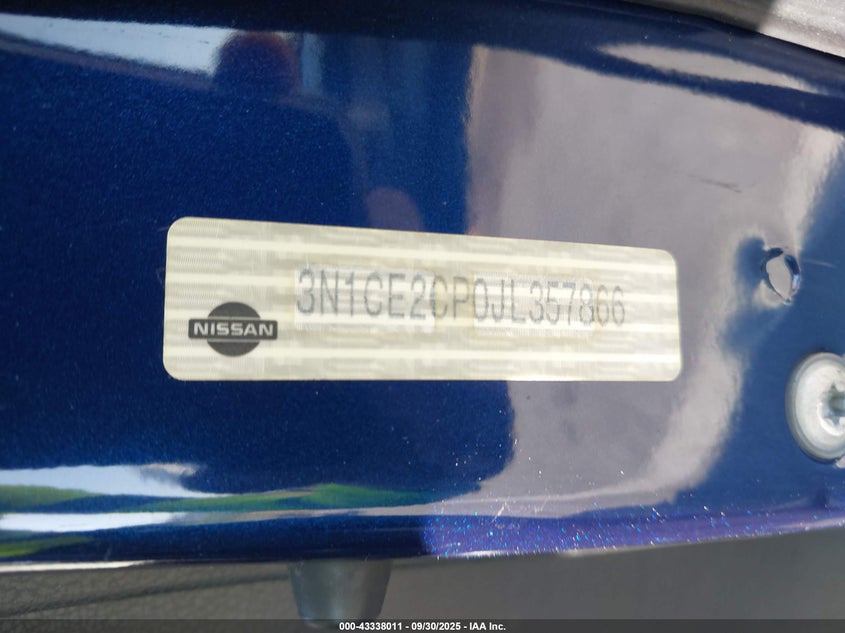 3N1CE2CP0JL357866
NISSAN
000-43338011 - 09/30/2025 - IAA Inc.